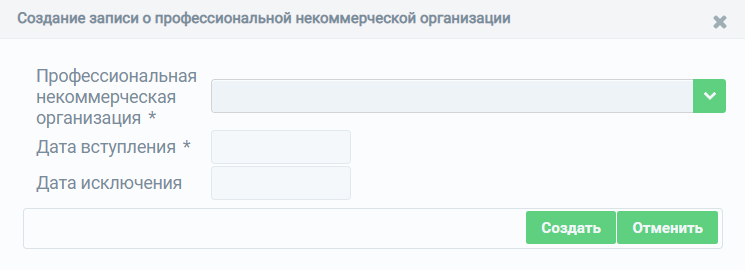 Создание записи о профессиональной некоммерческой организации
Профессиональная
некоммерческая
организация *
Дата вступления *
Дата исключения
Создать Отменить